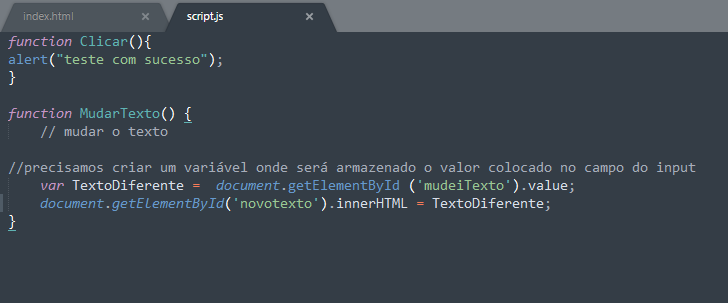 index.html ×
script.js ×
function Clicar(){
alert("teste com sucesso");
}
function MudarTexto() {
// mudar o texto
//precisamos criar um variável onde será armazenado o valor colocado no campo do input
var TextoDiferente =  document.getElementById ('mudeiTexto').value;
document.getElementById('novotexto').innerHTML = TextoDiferente;
}